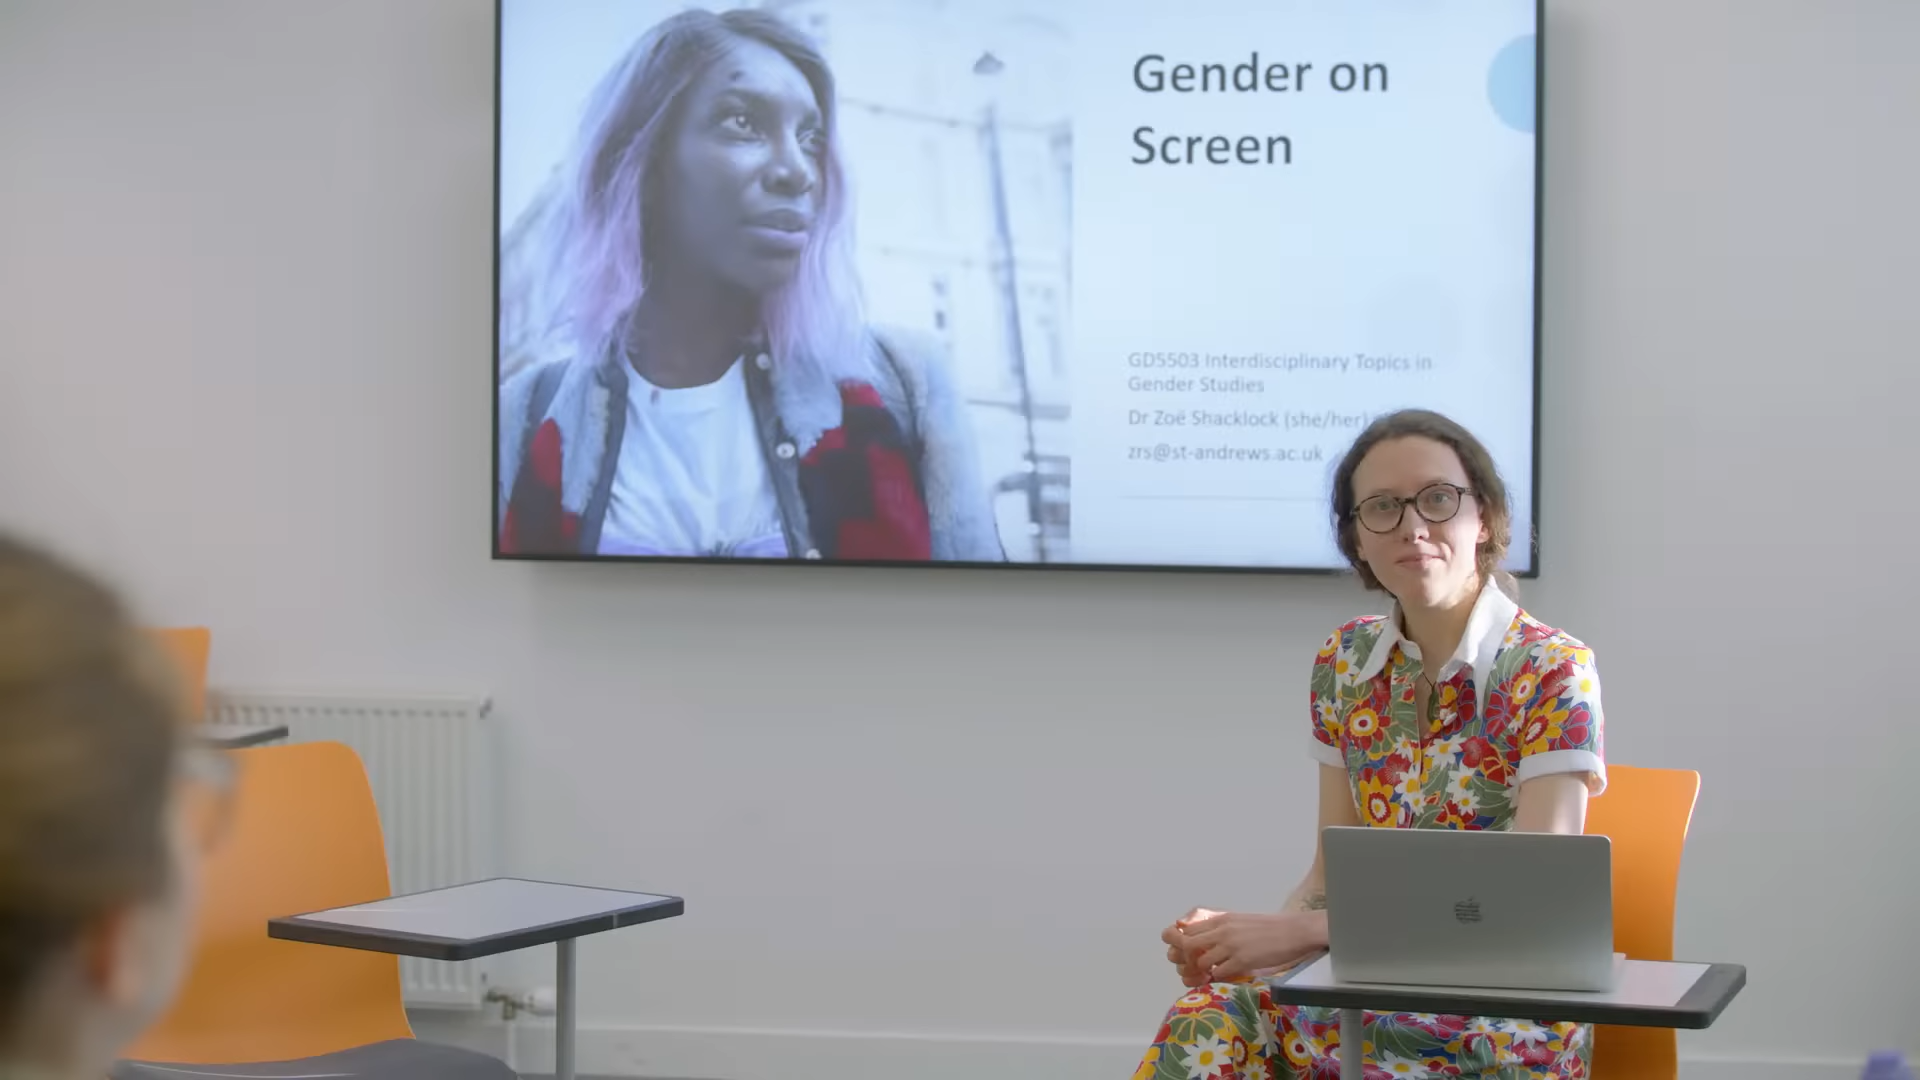 Gender on
Screen
GD5503 Interdisciplinary Topics in
Gender Studies
Dr Zoë Shacklock (she/her)
zrs@st-andrews.ac.uk